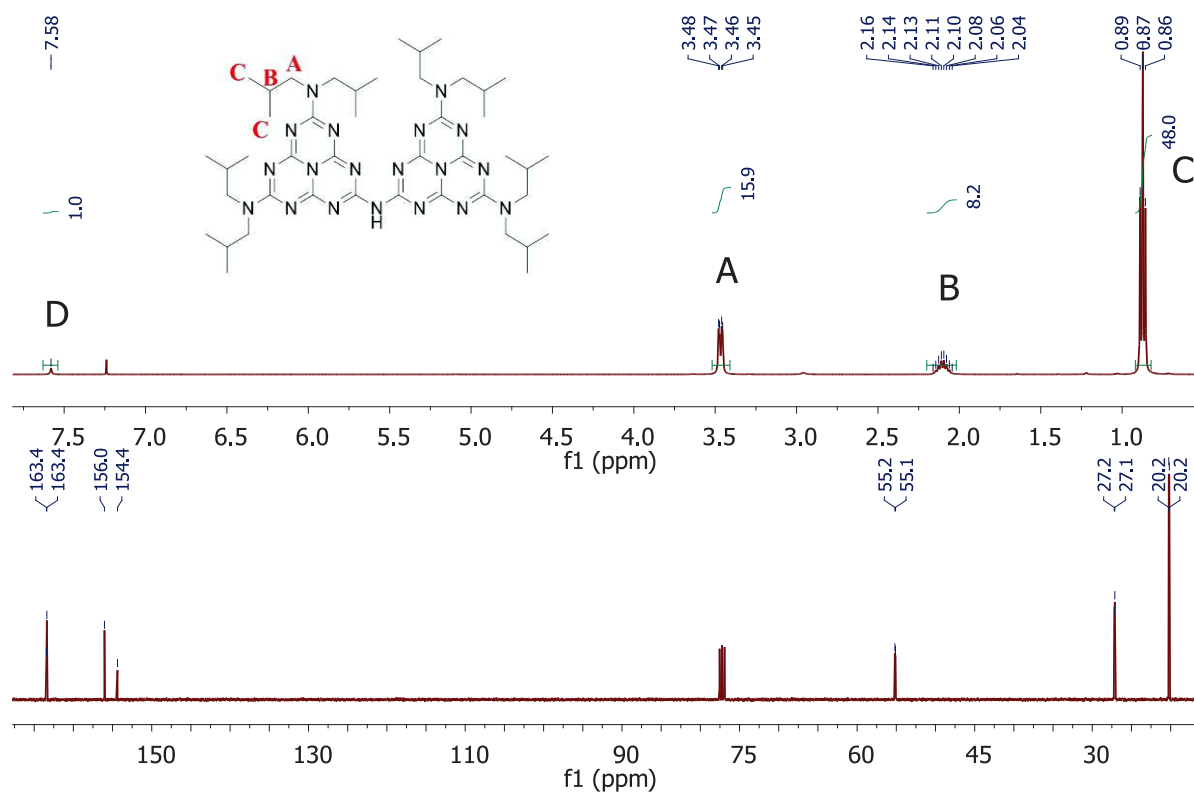 7.58
3.48
3.47
3.46
3.45
2.16
2.14
2.13
2.11
2.10
2.08
2.06
2.04
0.89
0.87
0.86
C B A
C
N N
N N N N
N N N N N N
N N N N N N N N N
H
1.0
15.9
8.2
48.0
D
A
B
C
7.5 7.0 6.5 6.0 5.5 5.0 4.5 4.0 3.5 3.0 2.5 2.0 1.5 1.0
f1 (ppm)
163.4
163.4
156.0
154.4
55.2
55.1
27.2
27.1
20.2
20.2
150 130 110 90 75 60 45 30
f1 (ppm)